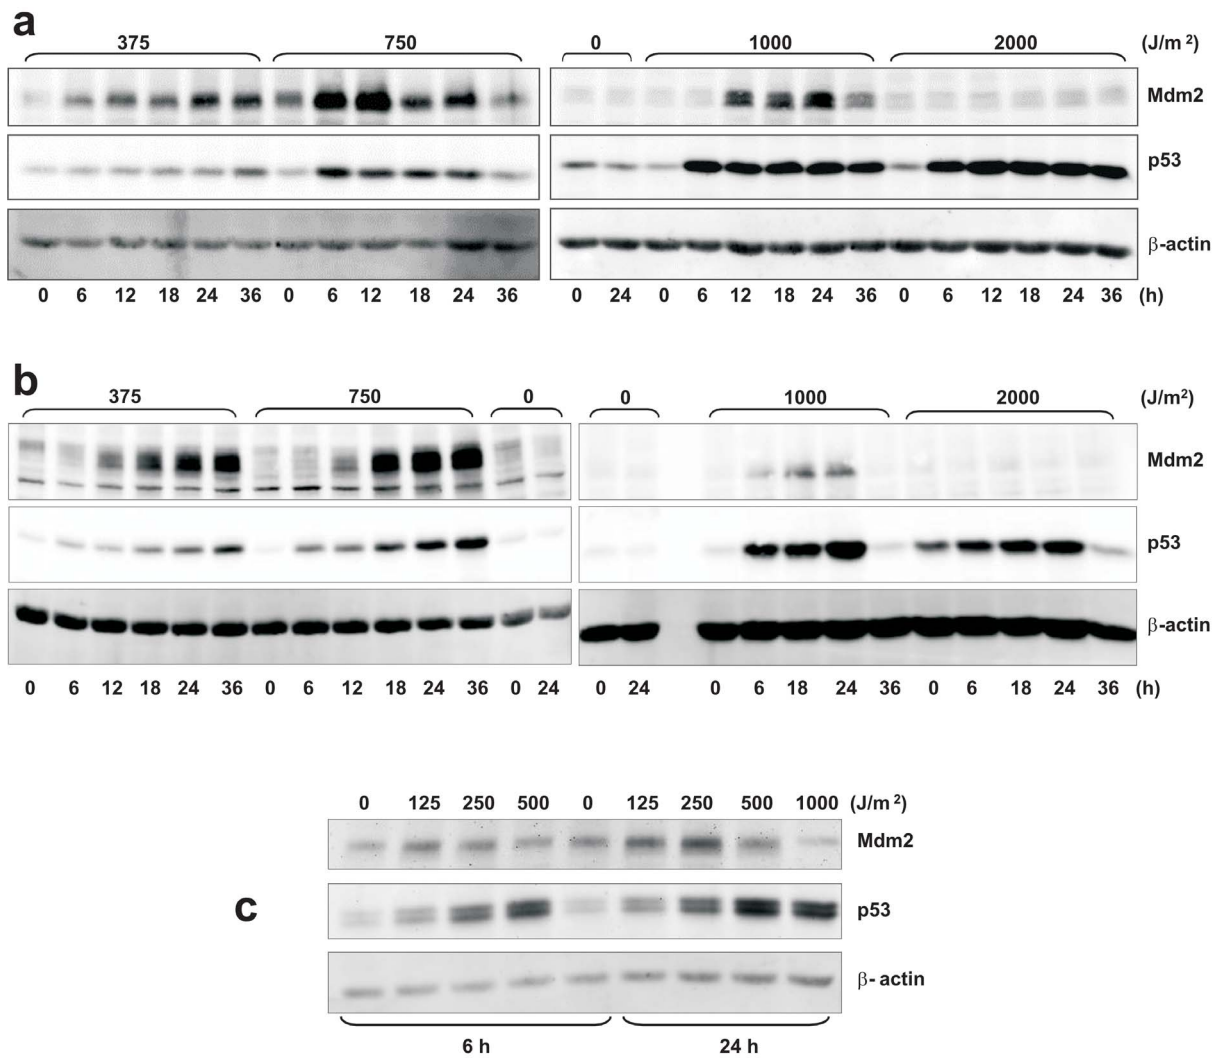 a
375 750 0 1000 2000 (J/m²)
Mdm2
p53
β-actin
0 6 12 18 24 36 0 6 12 18 24 36 0 24 0 6 12 18 24 36 0 6 12 18 24 36 (h)
b
375 750 0 0 1000 2000 (J/m²)
Mdm2
p53
β-actin
0 6 12 18 24 36 0 6 12 18 24 36 0 24 0 24 0 6 18 24 36 0 6 18 24 36 (h)
0 125 250 500 0 125 250 500 1000 (J/m²)
Mdm2
c
p53
β- actin
6 h 24 h